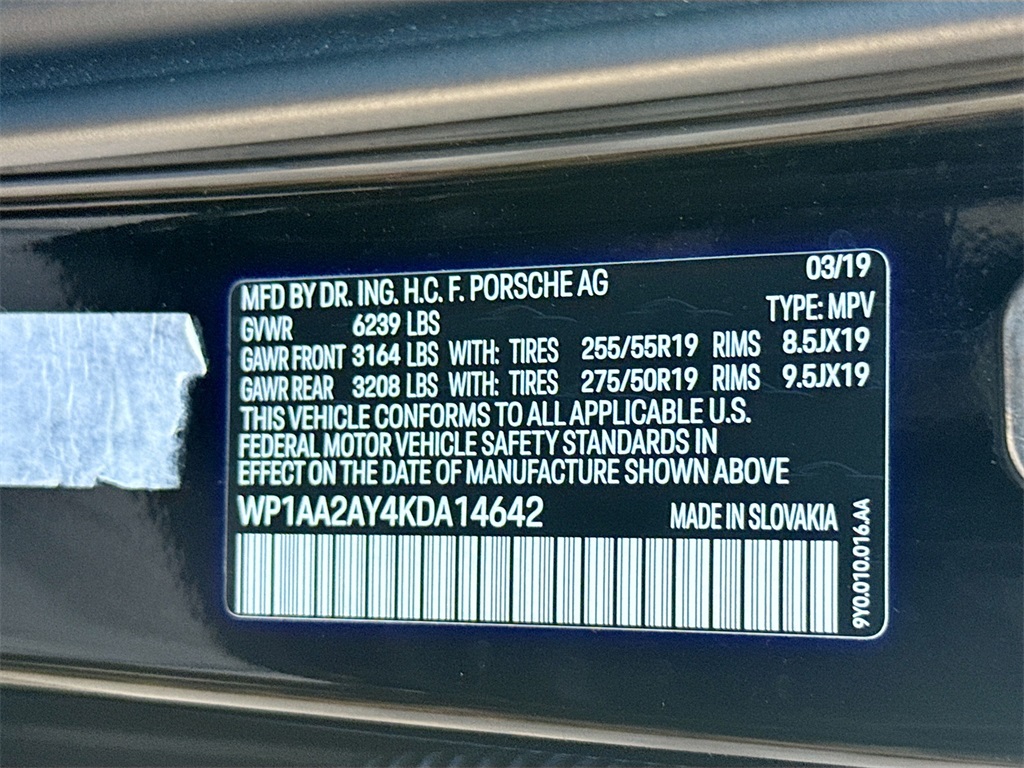 MFD BY DR. ING. H.C. F. PORSCHE AG 03/19
GVWR 6239 LBS TYPE: MPV
GAWR FRONT 3164 LBS WITH: TIRES 255/55R19 RIMS 8.5JX19
GAWR REAR 3208 LBS WITH: TIRES 275/50R19 RIMS 9.5JX19
THIS VEHICLE CONFORMS TO ALL APPLICABLE U.S.
FEDERAL MOTOR VEHICLE SAFETY STANDARDS IN
EFFECT ON THE DATE OF MANUFACTURE SHOWN ABOVE
WP1AA2AY4KDA14642 MADE IN SLOVAKIA
9Y0.010.016.AA